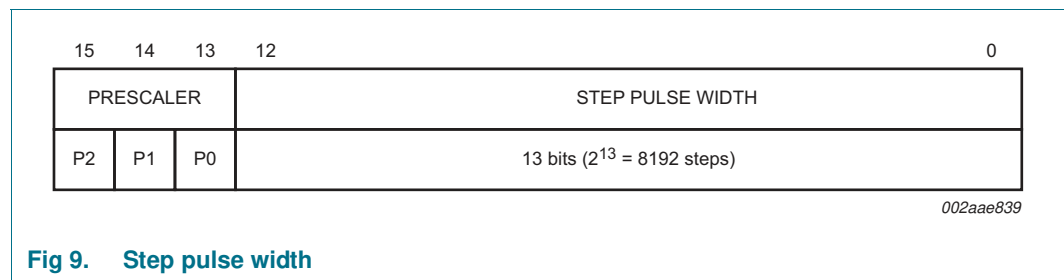 15 14 13 12 0
PRESCALER STEP PULSE WIDTH
P2 P1 P0 13 bits (2^13 = 8192 steps)
002aae839
Fig 9. Step pulse width